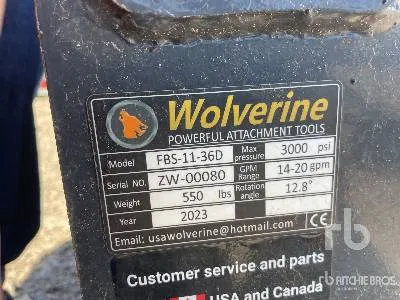 Wolverine
POWERFUL ATTACHMENT TOOLS
Model FBS-11-36D Max pressure 3000 psi
Serial NO. ZW-00080 GPM Range 14-20 gpm
Weight 550 lbs Rotation angle 12.8°
Year 2023
Email: usawolverine@hotmail.com CE
Customer service and parts
USA and Canada
rb
RITCHIE BROS.